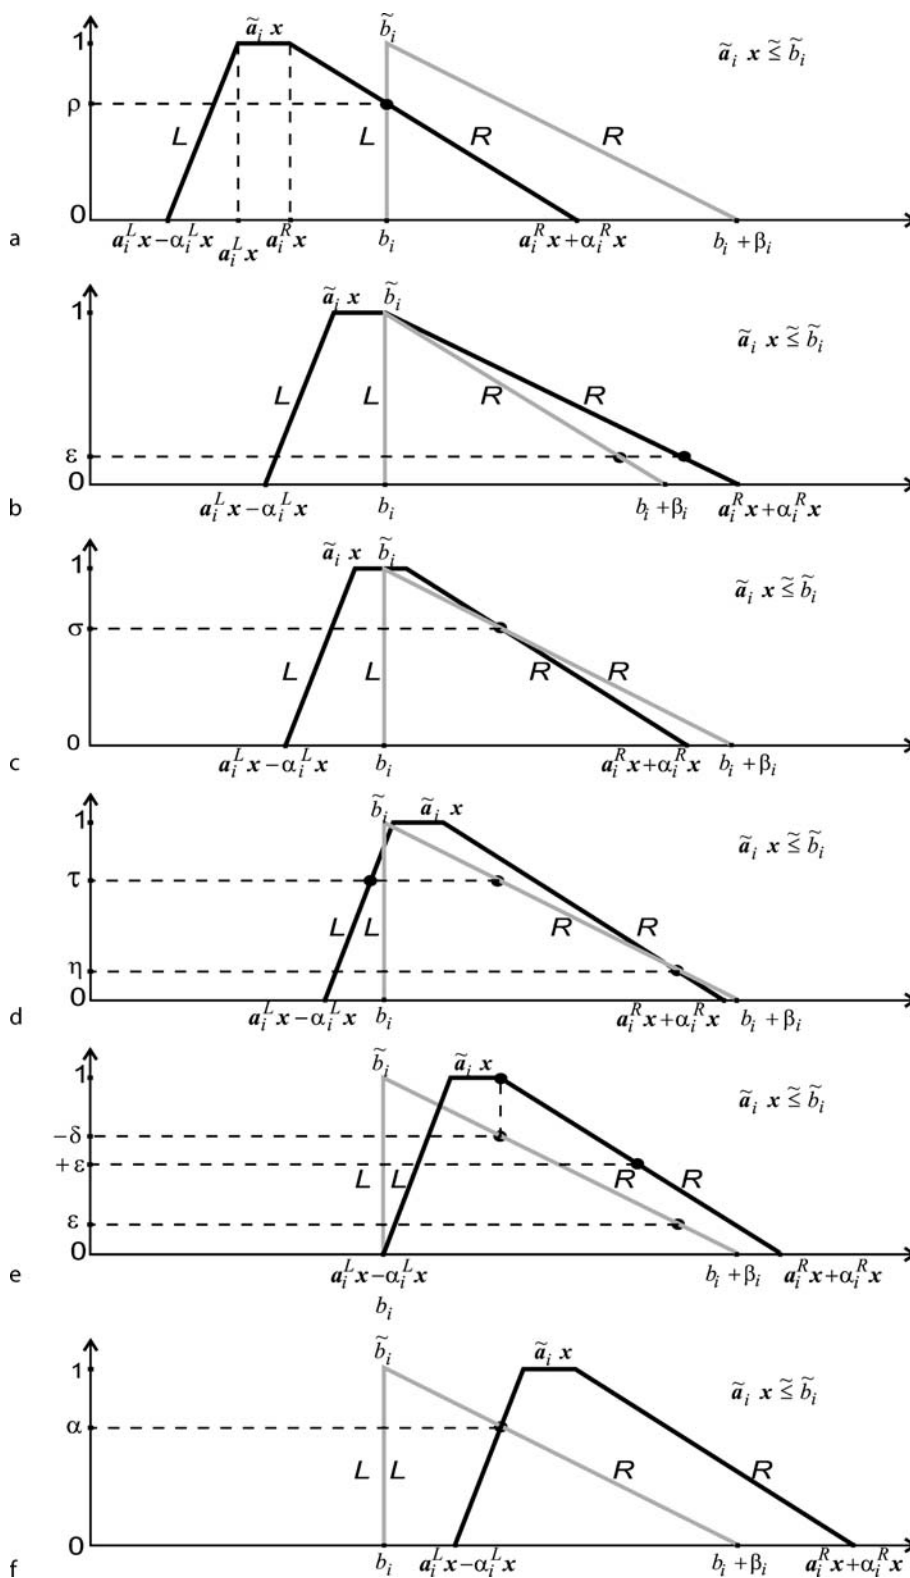 ã_i x
b̃_i
ã_i x ≤̃ b̃_i
1
ρ
L
L
R
R
0
a_i^L x−α_i^L x
a_i^L x
a_i^R x
b_i
a_i^R x+α_i^R x
b_i+β_i
a
ã_i x
b̃_i
1
ã_i x ≤̃ b̃_i
L
L
R
R
ε
0
a_i^L x−α_i^L x
b_i
b_i+β_i
a_i^R x+α_i^R x
b
ã_i x
b̃_i
1
ã_i x ≤̃ b̃_i
σ
L
L
R
R
0
a_i^L x−α_i^L x
b_i
a_i^R x+α_i^R x
b_i+β_i
c
b̃_i
ã_i x
1
ã_i x ≤̃ b̃_i
τ
L
L
R
R
η
0
a_i^L x−α_i^L x
b_i
a_i^R x+α_i^R x
b_i+β_i
d
b̃_i
ã_i x
1
ã_i x ≤̃ b̃_i
−δ
+ε
L
L
R
R
ε
0
a_i^L x−α_i^L x
b_i+β_i
a_i^R x+α_i^R x
e
b_i
b̃_i
ã_i x
1
ã_i x ≤̃ b̃_i
α
L
L
R
R
0
b_i
a_i^L x−α_i^L x
b_i+β_i
a_i^R x+α_i^R x
f